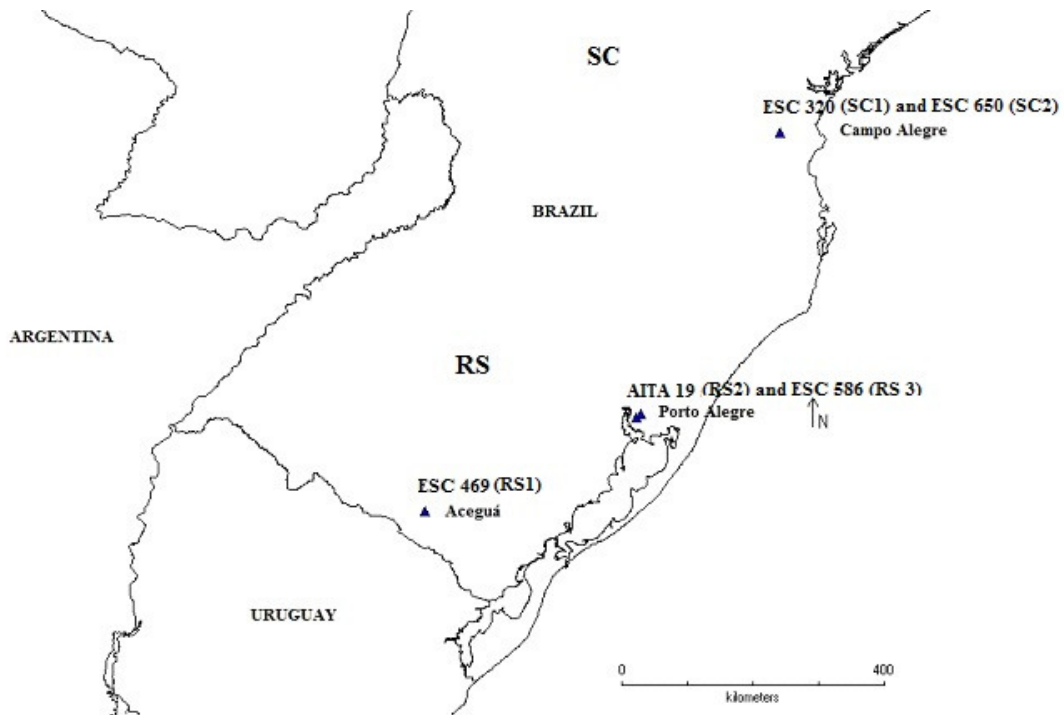 SC
ESC 320 (SC1) and ESC 650 (SC2)
Campo Alegre
BRAZIL
ARGENTINA
RS
AITA 19 (RS2) and ESC 586 (RS 3)
Porto Alegre
N
ESC 469 (RS1)
Aceguá
URUGUAY
0 400
kilometers